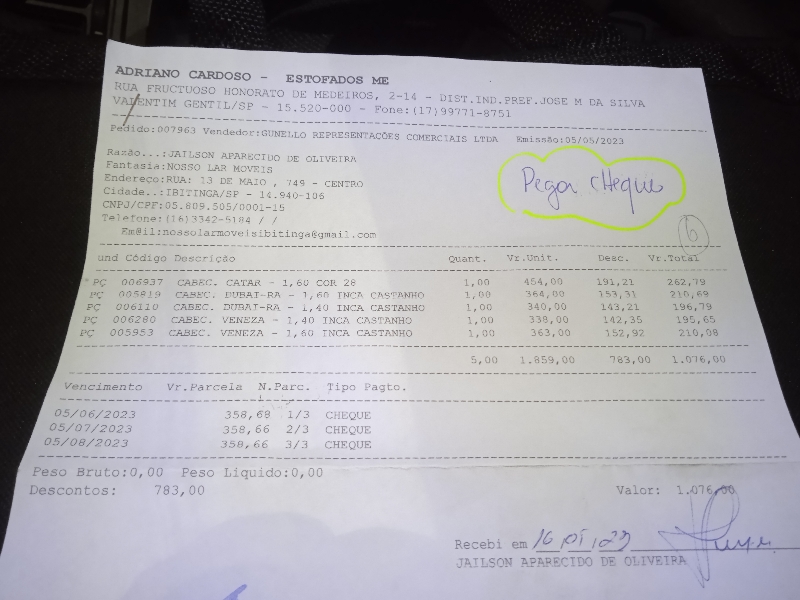 ADRIANO CARDOSO - ESTOFADOS ME
RUA FRUCTUOSO HONORATO DE MEDEIROS, 2-14 - DIST.IND.PREF.JOSE M DA SILVA
VALENTIM GENTIL/SP - 15.520-000 - Fone:(17)99771-8751
Pedido:007963 Vendedor:GUNELLO REPRESENTAÇÕES COMERCIAIS LTDA Emissão:05/05/2023
Razão...:JAILSON APARECIDO DE OLIVEIRA
Fantasia:NOSSO LAR MOVEIS
Endereço:RUA: 13 DE MAIO , 749 - CENTRO
Cidade..:IBITINGA/SP - 14.940-106
CNPJ/CPF:05.809.505/0001-15
Telefone:(16)3342-5184 / /
Em@il:nossolarmoveisibitinga@gmail.com
Pegar cheque
6
und Código Descrição Quant. Vr.Unit. Desc. Vr.Total
PÇ 006937 CABEC. CATAR - 1,60 COR 28 1,00 454,00 191,21 262,79
PÇ 005819 CABEC. DUBAI-RA - 1,60 INCA CASTANHO 1,00 364,00 153,31 210,69
PÇ 006110 CABEC. DUBAI-RA - 1,40 INCA CASTANHO 1,00 340,00 143,21 196,79
PÇ 006280 CABEC. VENEZA - 1,40 INCA CASTANHO 1,00 338,00 142,35 195,65
PÇ 005953 CABEC. VENEZA - 1,60 INCA CASTANHO 1,00 363,00 152,92 210,08
5,00 1.859,00 783,00 1.076,00
Vencimento Vr.Parcela N.Parc. Tipo Pagto.
05/06/2023 358,68 1/3 CHEQUE
05/07/2023 358,66 2/3 CHEQUE
05/08/2023 358,66 3/3 CHEQUE
Peso Bruto:0,00 Peso Liquido:0,00
Descontos: 783,00 Valor: 1.076,00
Recebi em 16/05/23
JAILSON APARECIDO DE OLIVEIRA